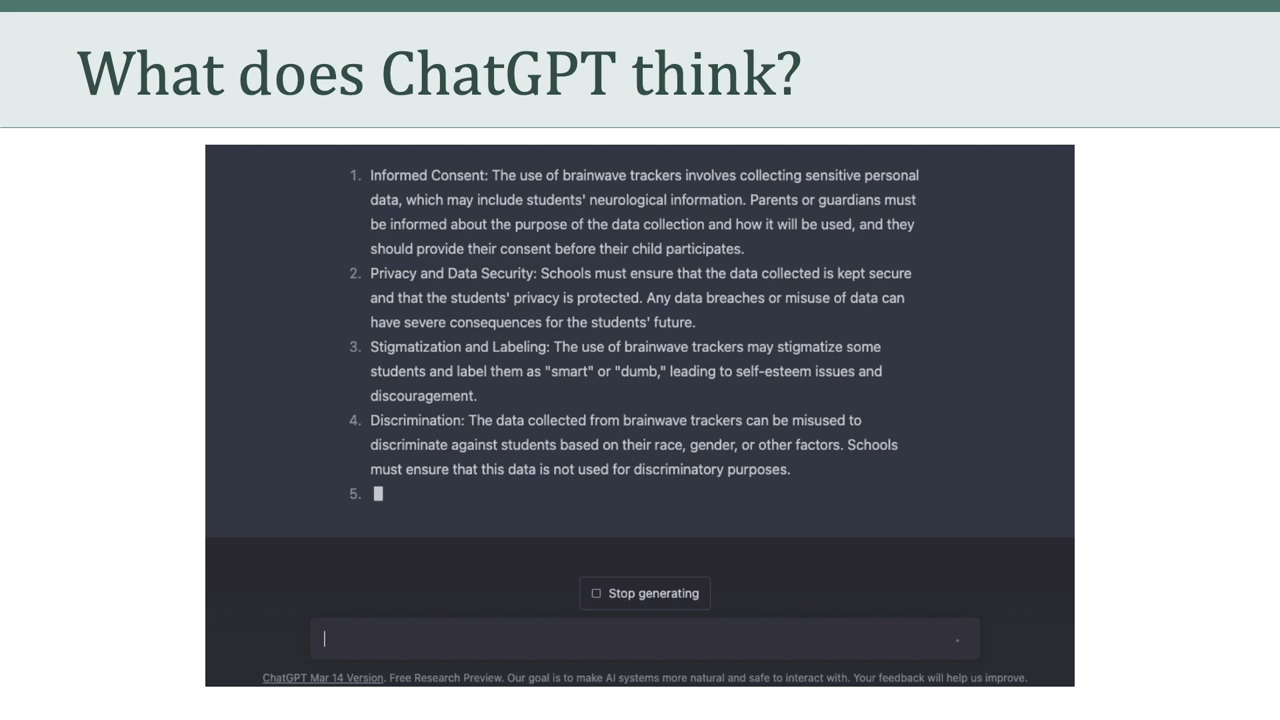 What does ChatGPT think?
1. Informed Consent: The use of brainwave trackers involves collecting sensitive personal
data, which may include students' neurological information. Parents or guardians must
be informed about the purpose of the data collection and how it will be used, and they
should provide their consent before their child participates.
2. Privacy and Data Security: Schools must ensure that the data collected is kept secure
and that the students' privacy is protected. Any data breaches or misuse of data can
have severe consequences for the students' future.
3. Stigmatization and Labeling: The use of brainwave trackers may stigmatize some
students and label them as "smart" or "dumb," leading to self-esteem issues and
discouragement.
4. Discrimination: The data collected from brainwave trackers can be misused to
discriminate against students based on their race, gender, or other factors. Schools
must ensure that this data is not used for discriminatory purposes.
5.
Stop generating
ChatGPT Mar 14 Version. Free Research Preview. Our goal is to make AI systems more natural and safe to interact with. Your feedback will help us improve.